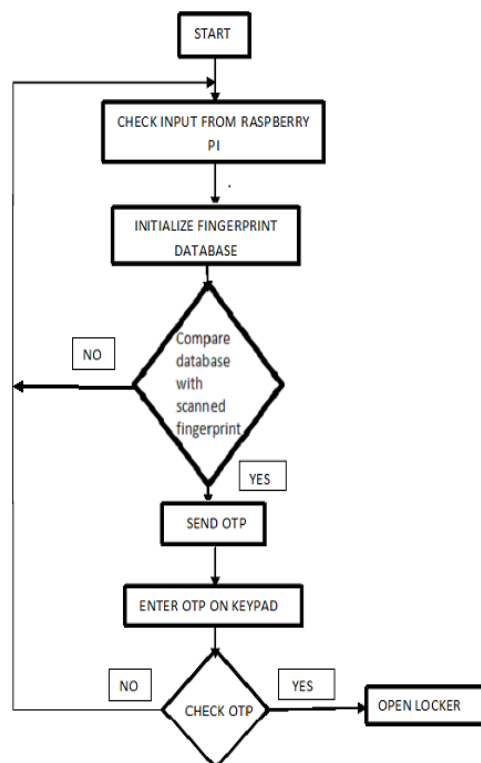 START
CHECK INPUT FROM RASPBERRY
PI
INITIALIZE FINGERPRINT
DATABASE
Compare
database
with
scanned
fingerprint
NO
YES
SEND OTP
ENTER OTP ON KEYPAD
NO
CHECK OTP
YES
OPEN LOCKER